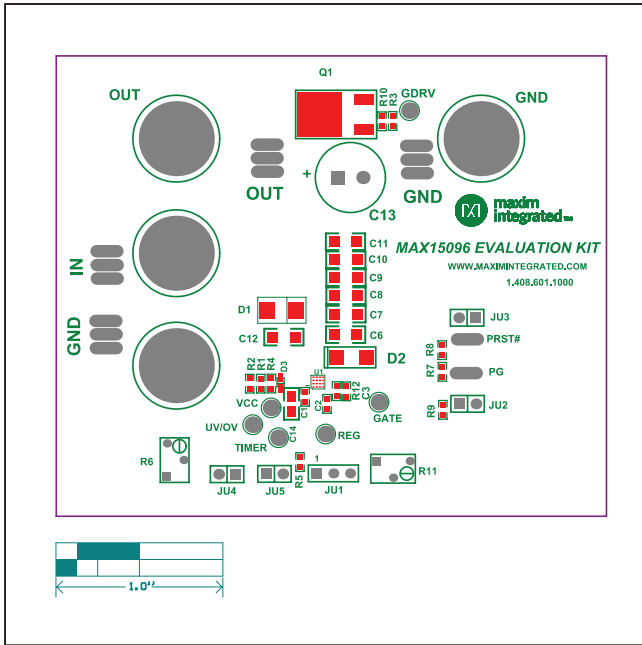 Q1
OUT
R10
R3
GDRV
GND
+
OUT
GND
C13
maxim
integrated™
MAX15096 EVALUATION KIT
WWW.MAXIMINTEGRATED.COM
1.408.601.1000
IN
GND
C11
C10
C9
C8
C7
C6
D1
C12
D2
JU3
PRST#
R8
R7
PG
R9
JU2
R2
R1
R4
D3
U1
VCC
C1
C2
R12
C3
GATE
UV/OV
TIMER
C14
REG
R6
JU4
JU5
R5
1
JU1
R11
1.0"